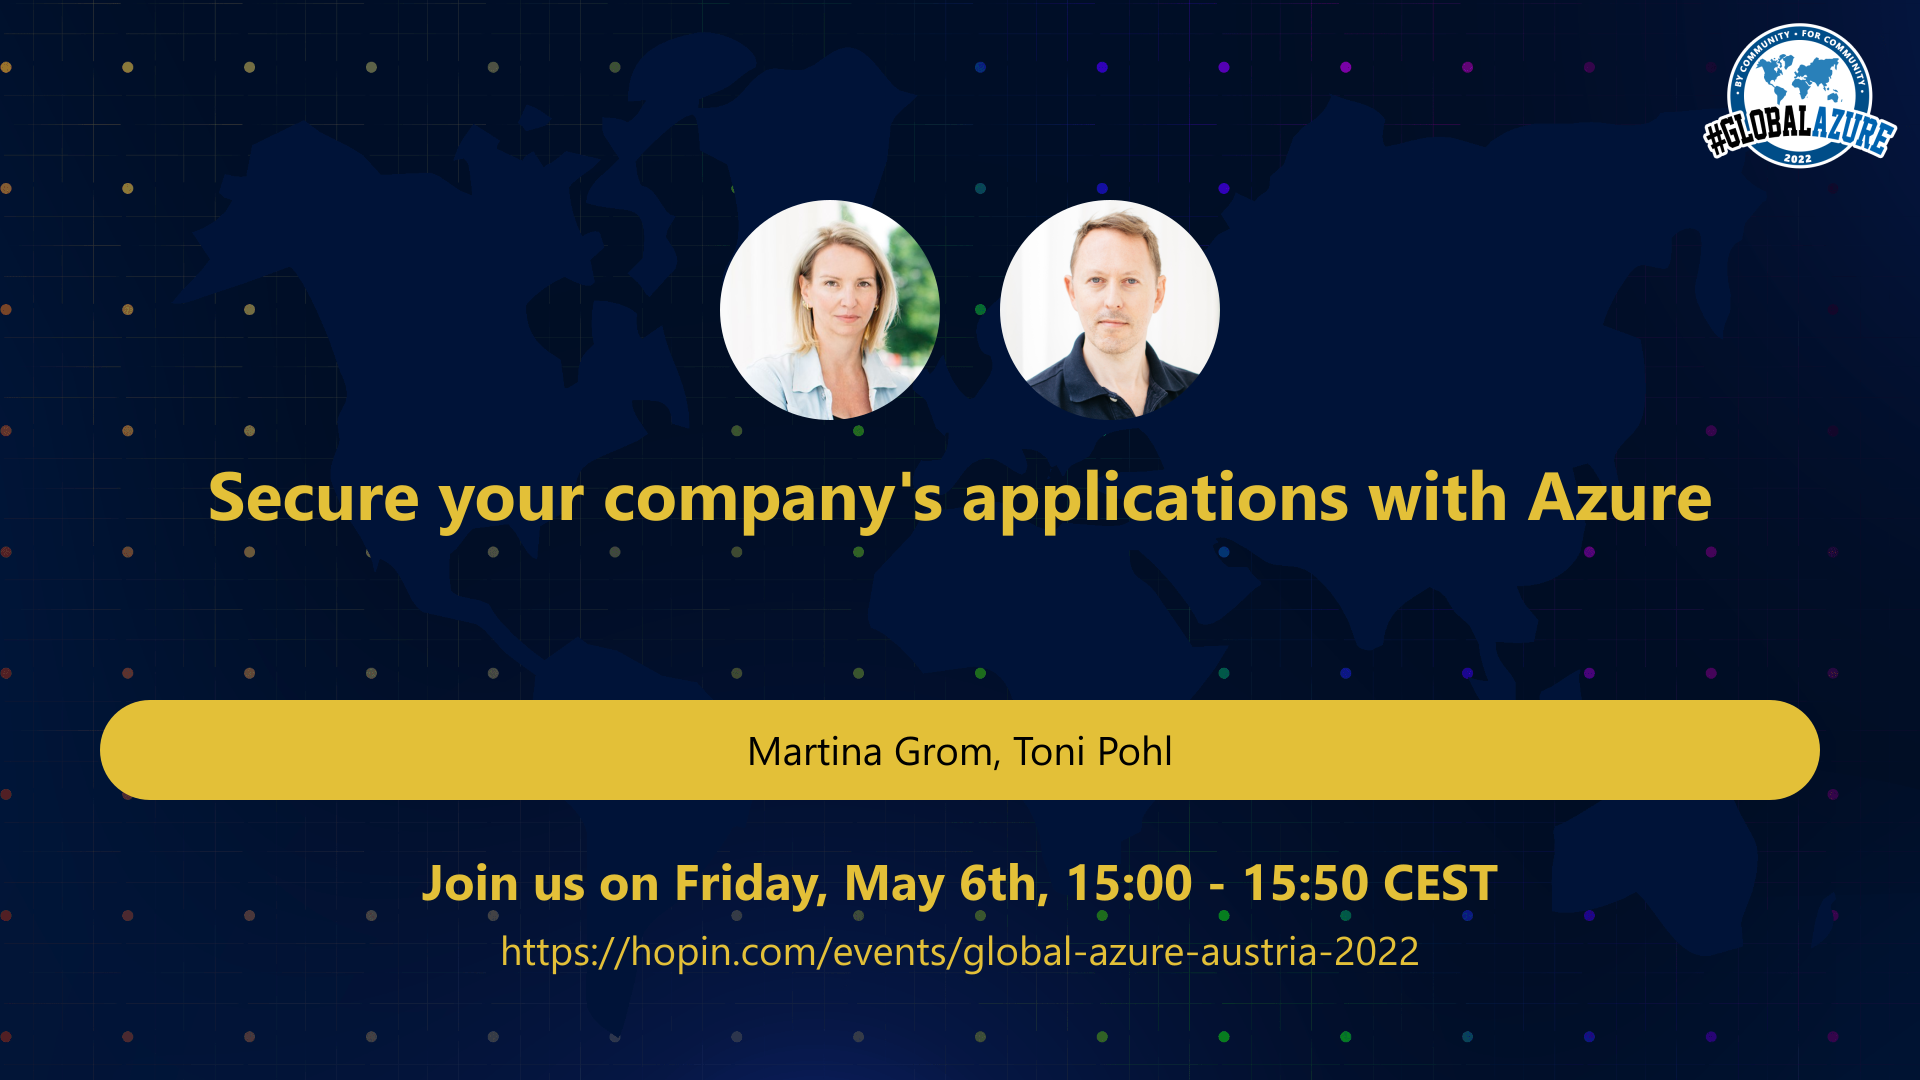 • BY COMMUNITY • FOR COMMUNITY •
#GLOBALAZURE
2022
Secure your company's applications with Azure
Martina Grom, Toni Pohl
Join us on Friday, May 6th, 15:00 - 15:50 CEST
https://hopin.com/events/global-azure-austria-2022